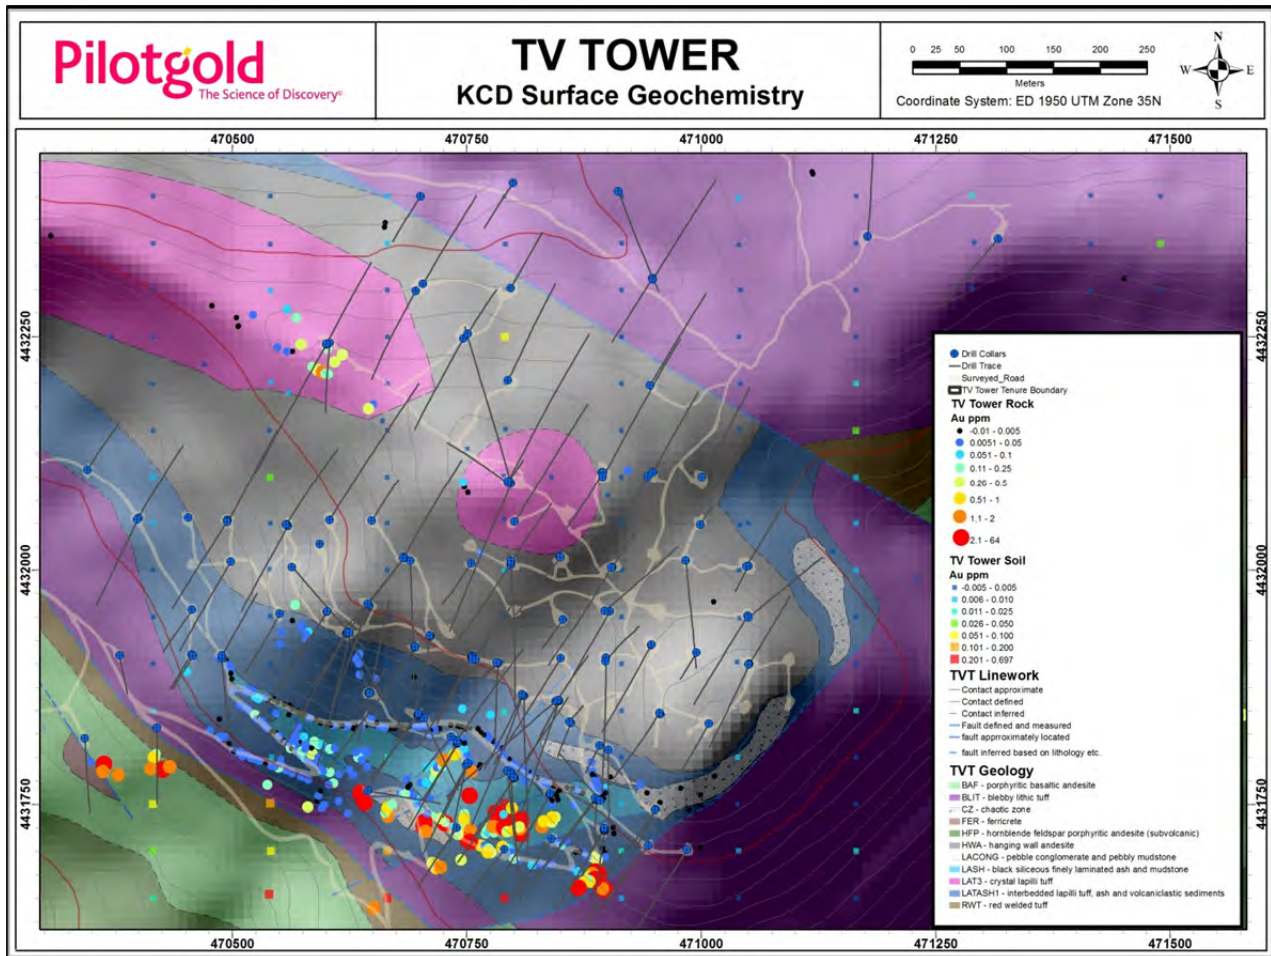 Pilotgold
The Science of Discovery
TV TOWER
KCD Surface Geochemistry
0 25 50 100 150 200 250
Meters
Coordinate System: ED 1950 UTM Zone 35N
N
W E
S
470500 470750 471000 471250 471500
4432250 4432250
4432000 4432000
4431750 4431750
Drill Collars
Drill Trace
Surveyed_Road
TV Tower Tenure Boundary
TV Tower Rock
Au ppm
-0.01 - 0.005
0.0051 - 0.05
0.051 - 0.1
0.11 - 0.25
0.26 - 0.5
0.51 - 1
1.1 - 2
2.1 - 64
TV Tower Soil
Au ppm
-0.005 - 0.005
0.006 - 0.010
0.011 - 0.025
0.026 - 0.050
0.051 - 0.100
0.101 - 0.200
0.201 - 0.697
TVT Linework
Contact approximate
Contact defined
Contact inferred
Fault defined and measured
fault approximately located
fault inferred based on lithology etc.
TVT Geology
BAF - porphyritic basaltic andesite
BLIT - blebby lithic tuff
CZ - chaotic zone
FER - ferricrete
HFP - hornblende feldspar porphyritic andesite (subvolcanic)
HWA - hanging wall andesite
LACONG - pebble conglomerate and pebbly mudstone
LASH - black siliceous finely laminated ash and mudstone
LAT3 - crystal lapilli tuff
LATASH1 - interbedded lapilli tuff, ash and volcaniclastic sediments
RWT - red welded tuff
470500 470750 471000 471250 471500